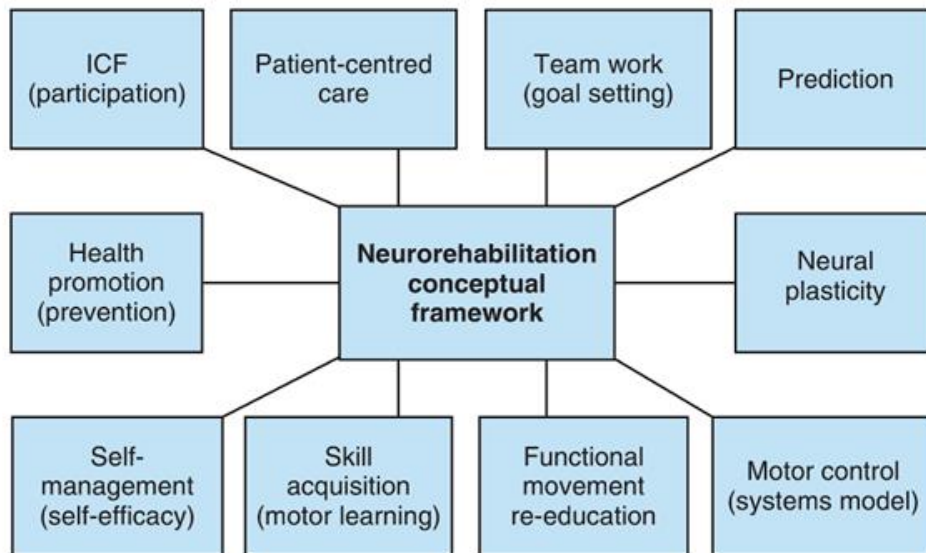 ICF
(participation)
Patient-centred
care
Team work
(goal setting)
Prediction
Health
promotion
(prevention)
Neurorehabilitation
conceptual
framework
Neural
plasticity
Self-
management
(self-efficacy)
Skill
acquisition
(motor learning)
Functional
movement
re-education
Motor control
(systems model)